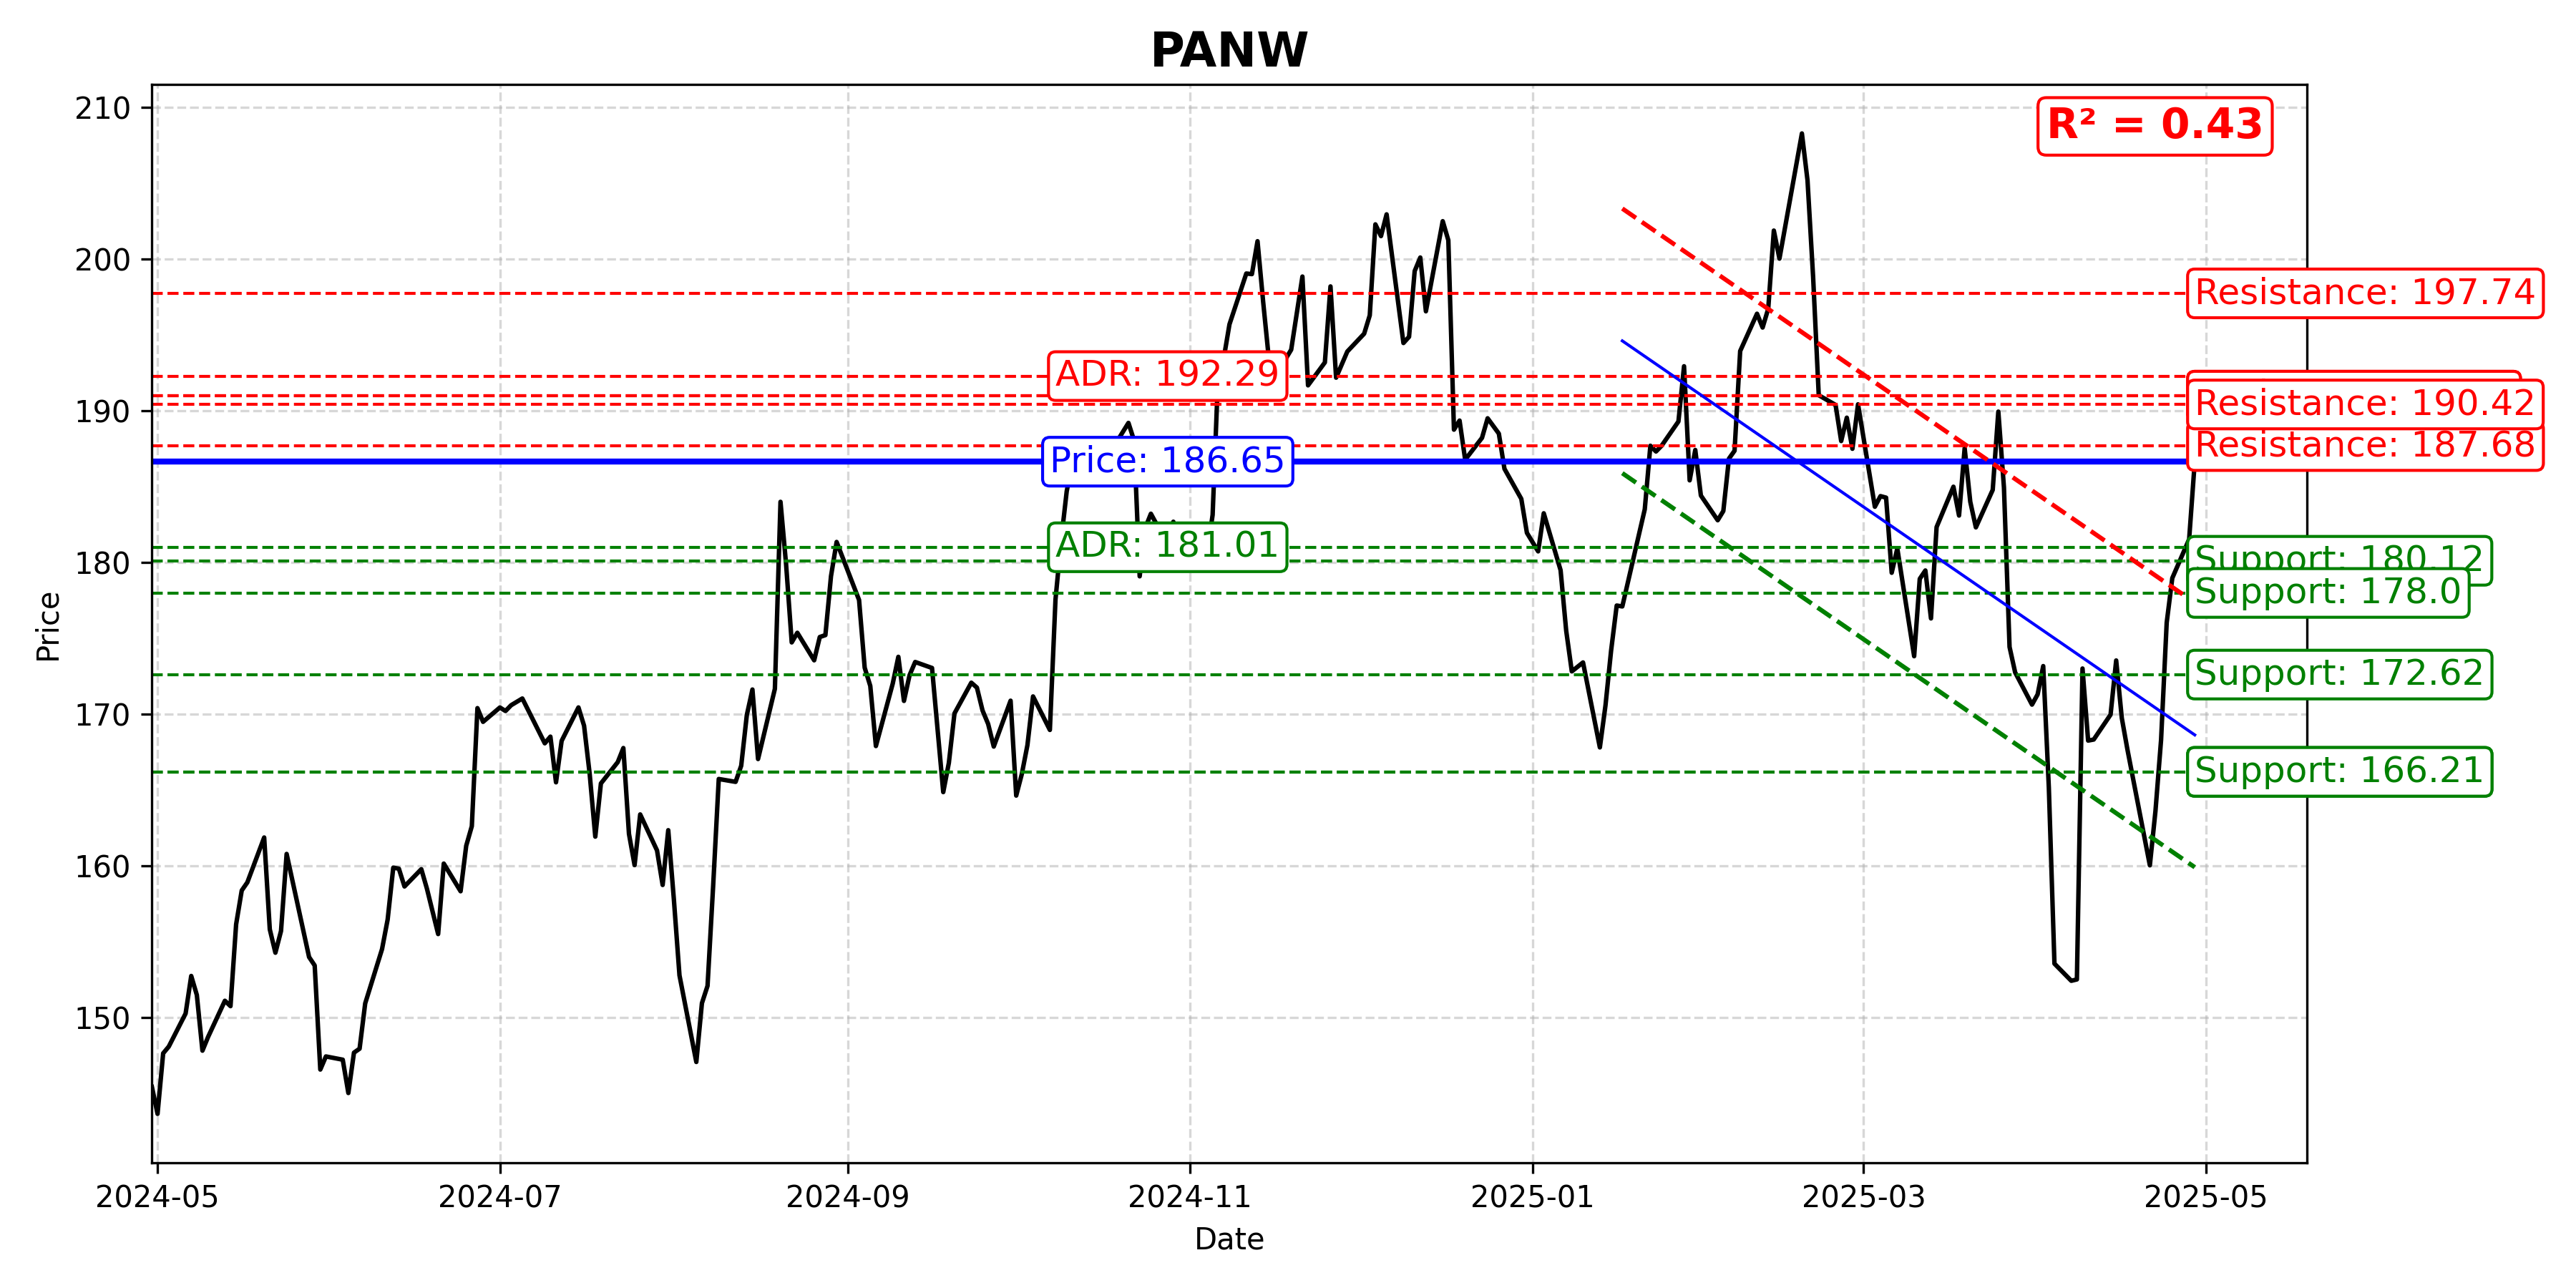 PANW
R² = 0.43
210
200
190
180
170
160
150
Price
Resistance: 197.74
ADR: 192.29
Resistance: 190.42
Resistance: 187.68
Price: 186.65
ADR: 181.01
Support: 180.12
Support: 178.0
Support: 172.62
Support: 166.21
2024-05
2024-07
2024-09
2024-11
2025-01
2025-03
2025-05
Date